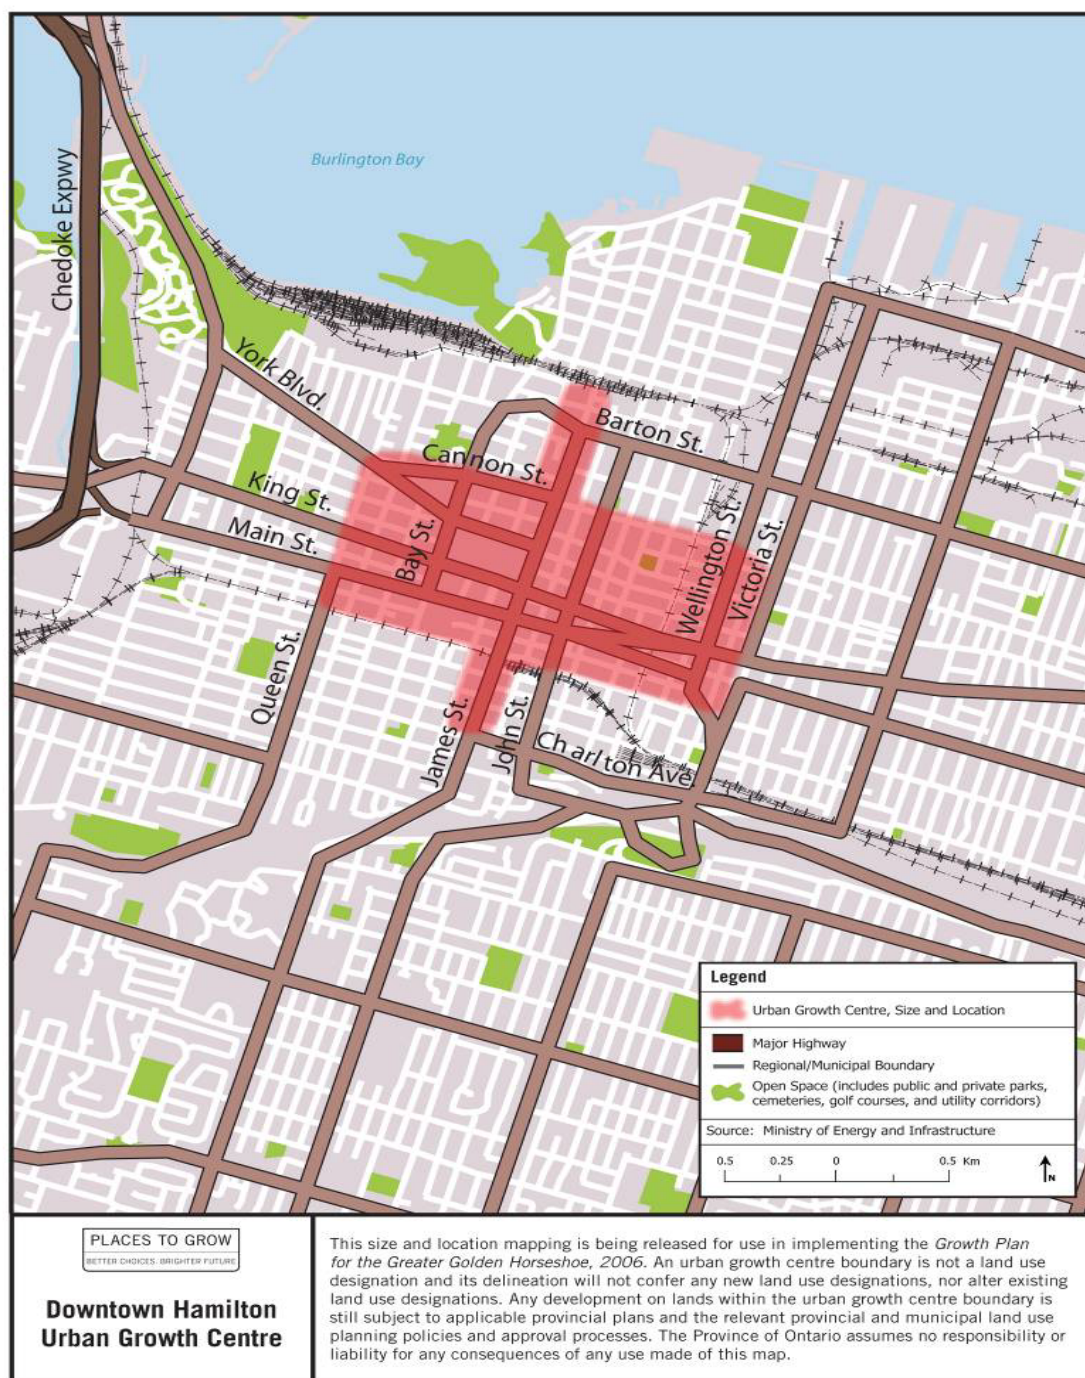 Burlington Bay
Chedoke Expwy
York Blvd.
Barton St.
Cannon St.
King St.
Main St.
Bay St.
Wellington St.
Victoria St.
Queen St.
James St.
John St.
Charlton Ave.
Legend
Urban Growth Centre, Size and Location
Major Highway
Regional/Municipal Boundary
Open Space (includes public and private parks,
cemeteries, golf courses, and utility corridors)
Source: Ministry of Energy and Infrastructure
0.5 0.25 0 0.5 Km
N
PLACES TO GROW
BETTER CHOICES. BRIGHTER FUTURE.
Downtown Hamilton
Urban Growth Centre
This size and location mapping is being released for use in implementing the Growth Plan
for the Greater Golden Horseshoe, 2006. An urban growth centre boundary is not a land use
designation and its delineation will not confer any new land use designations, nor alter existing
land use designations. Any development on lands within the urban growth centre boundary is
still subject to applicable provincial plans and the relevant provincial and municipal land use
planning policies and approval processes. The Province of Ontario assumes no responsibility or
liability for any consequences of any use made of this map.